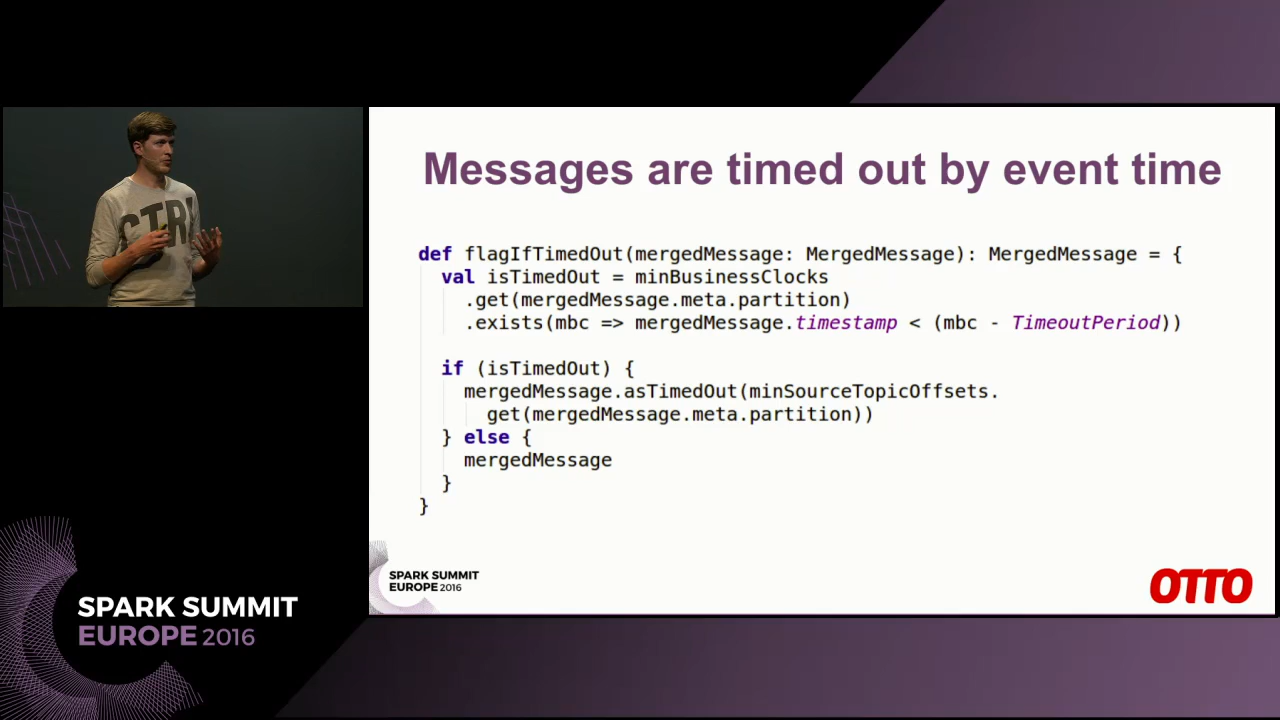 CTRL
Messages are timed out by event time
def flagIfTimedOut(mergedMessage: MergedMessage): MergedMessage = {
  val isTimedOut = minBusinessClocks
    .get(mergedMessage.meta.partition)
    .exists(mbc => mergedMessage.timestamp < (mbc - TimeoutPeriod))
  if (isTimedOut) {
    mergedMessage.asTimedOut(minSourceTopicOffsets.
      get(mergedMessage.meta.partition))
  } else {
    mergedMessage
  }
}
SPARK SUMMIT
EUROPE 2016
OTTO
SPARK SUMMIT
EUROPE 2016